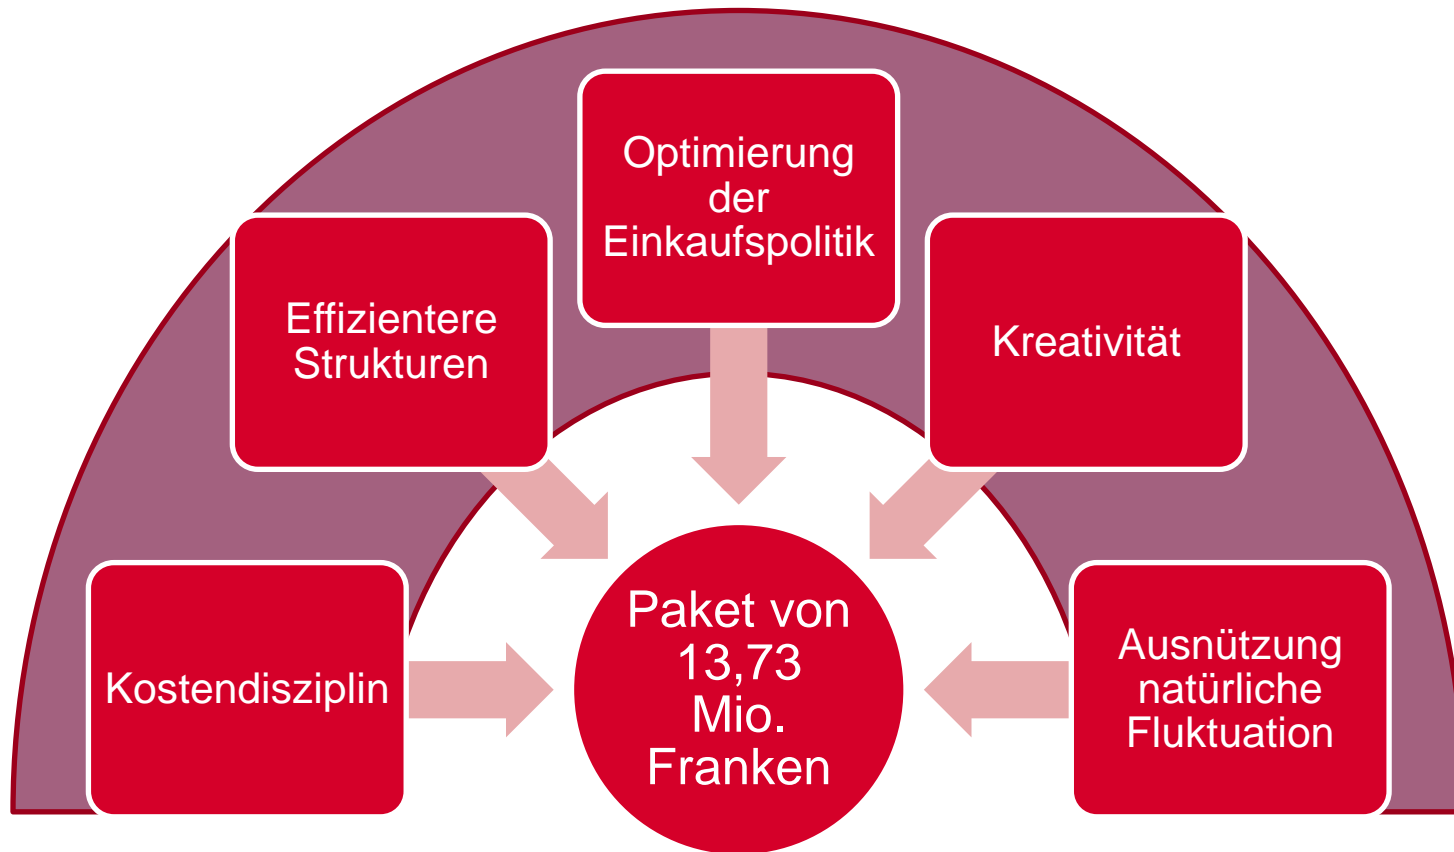 Optimierung
der
Einkaufspolitik
Effizientere
Strukturen
Kreativität
Kostendisziplin
Paket von
13,73
Mio.
Franken
Ausnützung
natürliche
Fluktuation